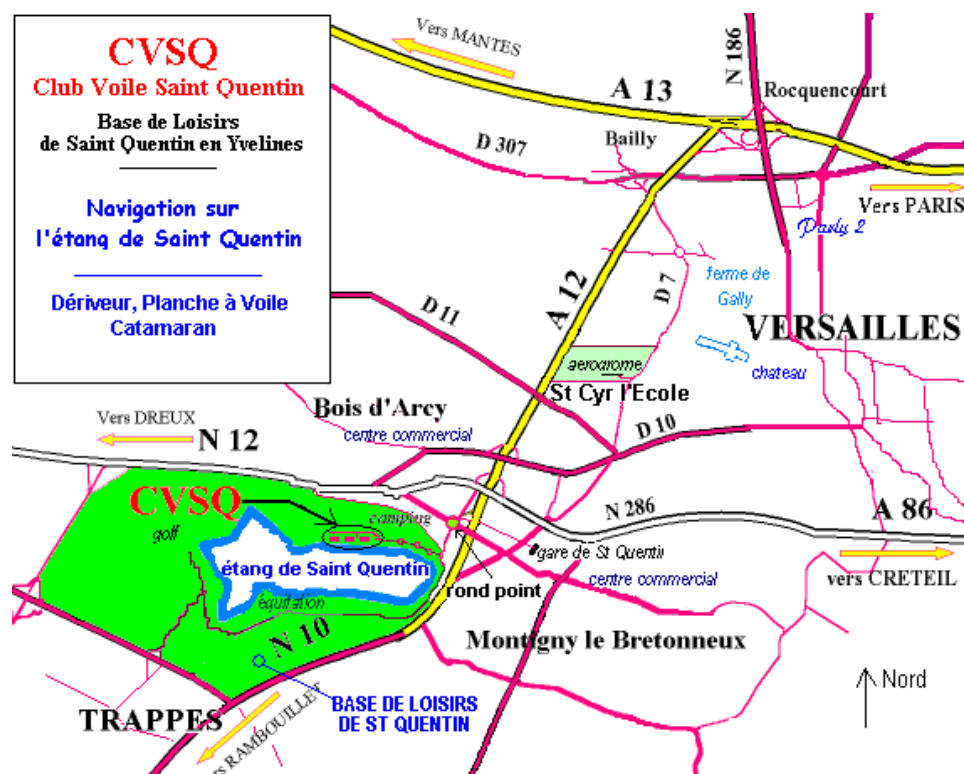 CVSQ
Club Voile Saint Quentin
Base de Loisirs
de Saint Quentin en Yvelines
Navigation sur
l'étang de Saint Quentin
Dériveur, Planche à Voile
Catamaran
Vers MANTES
A 13
N 186
Rocquencourt
Bailly
D 307
Vers PARIS
Parly 2
A 12
D 7
ferme de
Gally
D 11
VERSAILLES
chateau
aerodrome
St Cyr l'Ecole
Bois d'Arcy
centre commercial
D 10
Vers DREUX
N 12
CVSQ
camping
golf
N 286
A 86
gare de St Quentin
étang de Saint Quentin
rond point
centre commercial
vers CRETEIL
équitation
N 10
Montigny le Bretonneux
Nord
BASE DE LOISIRS
DE ST QUENTIN
TRAPPES
RAMBOUILLET